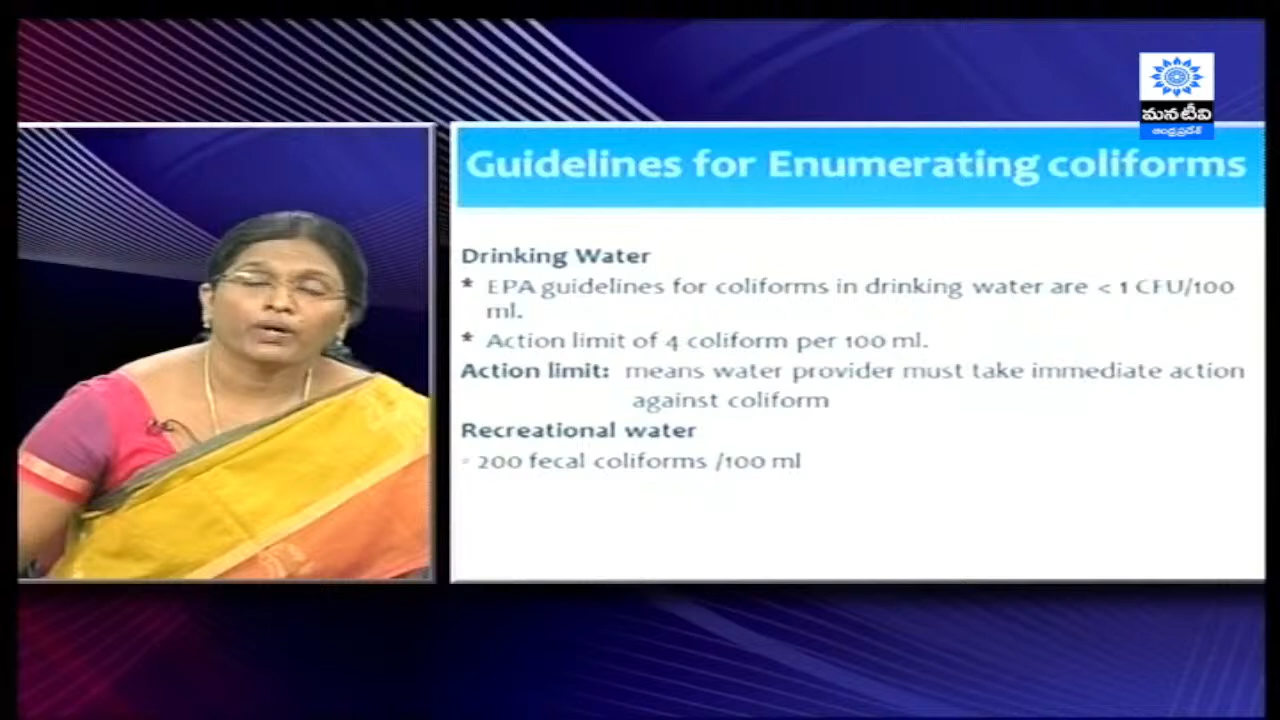 మనటీవి
ఆంధ్రప్రదేశ్
Guidelines for Enumerating coliforms
Drinking Water
* EPA guidelines for coliforms in drinking water are < 1 CFU/100
ml.
* Action limit of 4 coliform per 100 ml.
Action limit: means water provider must take immediate action
against coliform
Recreational water
◦ 200 fecal coliforms /100 ml